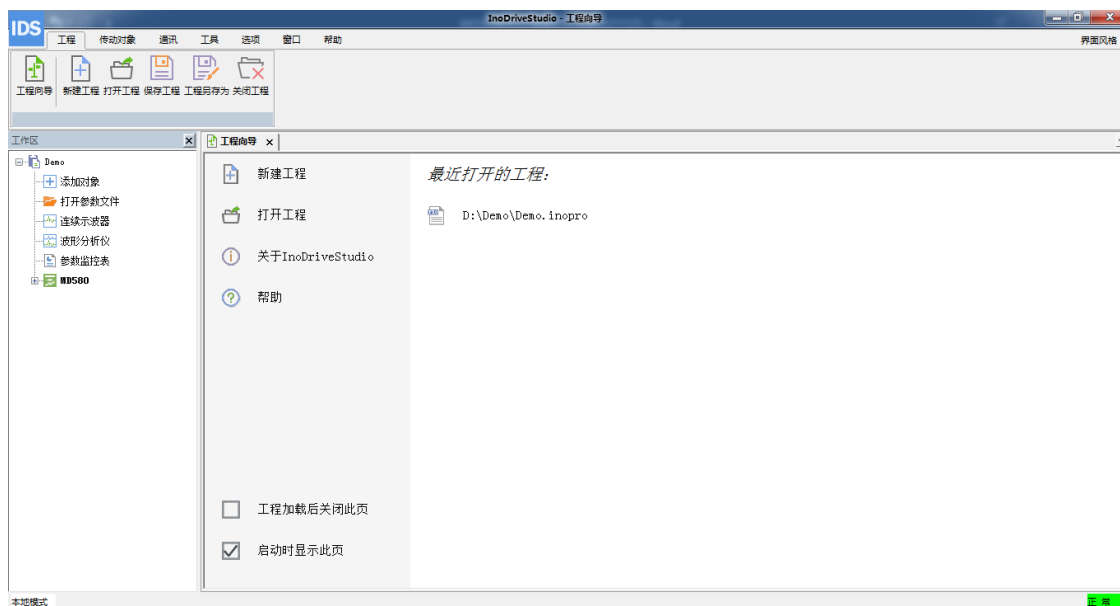 InoDriveStudio - 工程向导
IDS
工程 传动对象 通讯 工具 选项 窗口 帮助 界面风格
工程向导 新建工程 打开工程 保存工程 工程另存为 关闭工程
工作区
工程向导
Demo
添加对象
打开参数文件
连续示波器
波形分析仪
参数监控表
MD580
新建工程
打开工程
关于InoDriveStudio
帮助
最近打开的工程:
D:\Demo\Demo.inopro
工程加载后关闭此页
启动时显示此页
本地模式
正常